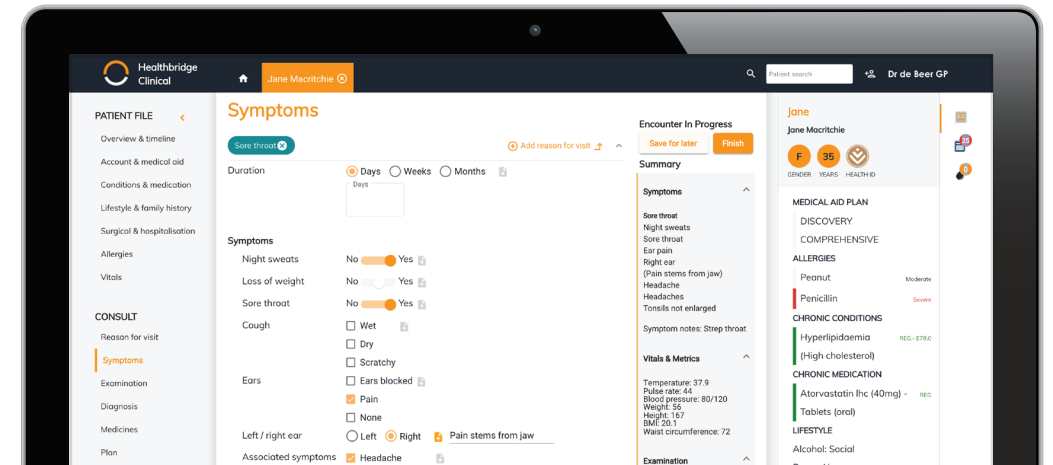 Healthbridge
Clinical
Jane Macritchie
Patient search
Dr de Beer GP
PATIENT FILE
Overview & timeline
Account & medical aid
Conditions & medication
Lifestyle & family history
Surgical & hospitalisation
Allergies
Vitals
CONSULT
Reason for visit
Symptoms
Examination
Diagnosis
Medicines
Plan
Symptoms
Sore throat
Add reason for visit
Duration
Days Weeks Months
Days
Symptoms
Night sweats No Yes
Loss of weight No Yes
Sore throat No Yes
Cough Wet
Dry
Scratchy
Ears Ears blocked
Pain
None
Left / right ear Left Right Pain stems from jaw
Associated symptoms Headache
Encounter In Progress
Save for later Finish
Summary
Symptoms
Sore throat
Night sweats
Sore throat
Ear pain
Right ear
(Pain stems from jaw)
Headache
Headaches
Tonsils not enlarged
Symptom notes: Strep throat
Vitals & Metrics
Temperature: 37.9
Pulse rate: 44
Blood pressure: 80/120
Weight: 56
Height: 167
BMI: 20.1
Waist circumference: 72
Examination
Jane
Jane Macritchie
F 35
GENDER YEARS HEALTH ID
MEDICAL AID PLAN
DISCOVERY
COMPREHENSIVE
ALLERGIES
Peanut Moderate
Penicillin Severe
CHRONIC CONDITIONS
Hyperlipidaemia REG.- E78.0
(High cholesterol)
CHRONIC MEDICATION
Atorvastatin Ihc (40mg) - REG
Tablets (oral)
LIFESTYLE
Alcohol: Social